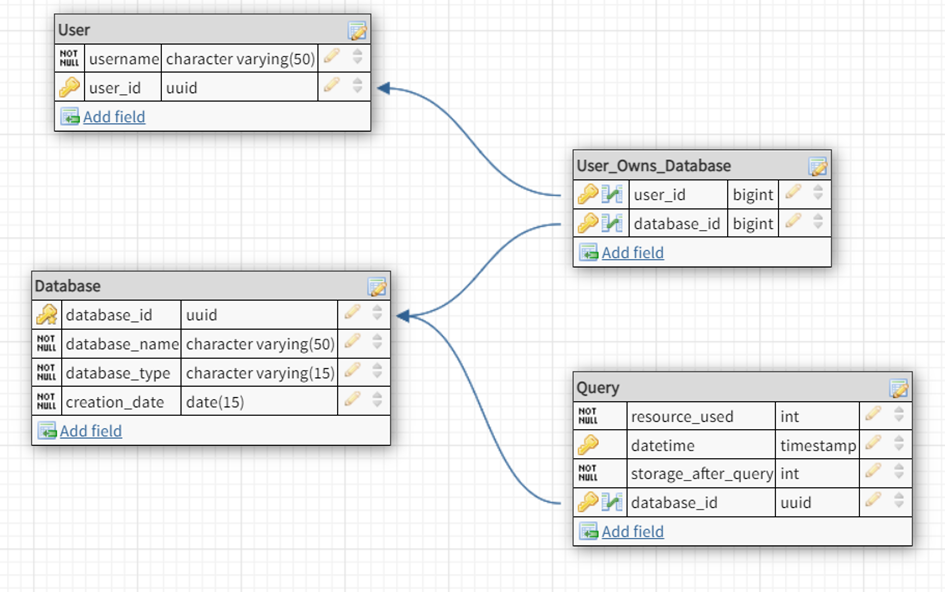 User
NOT NULL username character varying(50)
user_id uuid
Add field
User_Owns_Database
user_id bigint
database_id bigint
Add field
Database
database_id uuid
NOT NULL database_name character varying(50)
NOT NULL database_type character varying(15)
NOT NULL creation_date date(15)
Add field
Query
NOT NULL resource_used int
datetime timestamp
NOT NULL storage_after_query int
database_id uuid
Add field